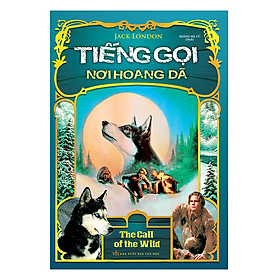 JACK LONDON
TIẾNG GỌI
NƠI HOANG DÃ
The Call
of the Wild